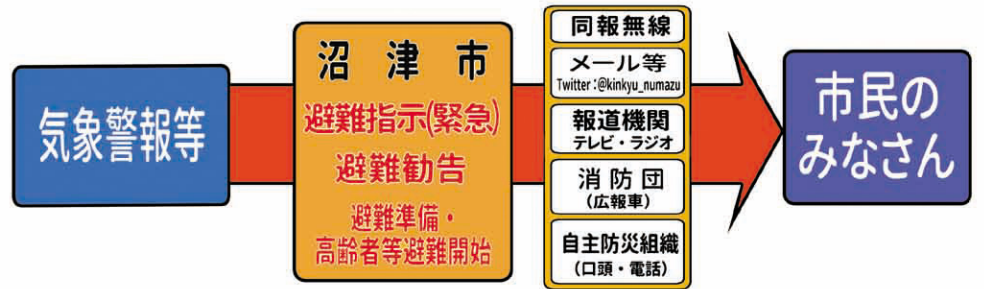 気象警報等
沼津市
避難指示(緊急)
避難勧告
避難準備・
高齢者等避難開始
同報無線
メール等
Twitter:@kinkyu_numazu
報道機関
テレビ・ラジオ
消防団
(広報車)
自主防災組織
(口頭・電話)
市民の
みなさん